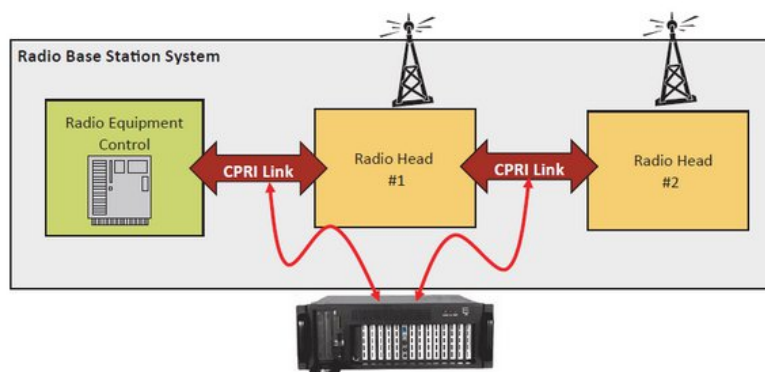 Radio Base Station System
Radio Equipment
Control
CPRI Link
Radio Head
#1
CPRI Link
Radio Head
#2